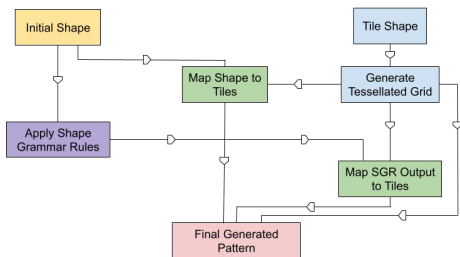 Initial Shape
Tile Shape
Map Shape to
Tiles
Generate
Tessellated Grid
Apply Shape
Grammar Rules
Map SGR Output
to Tiles
Final Generated
Pattern